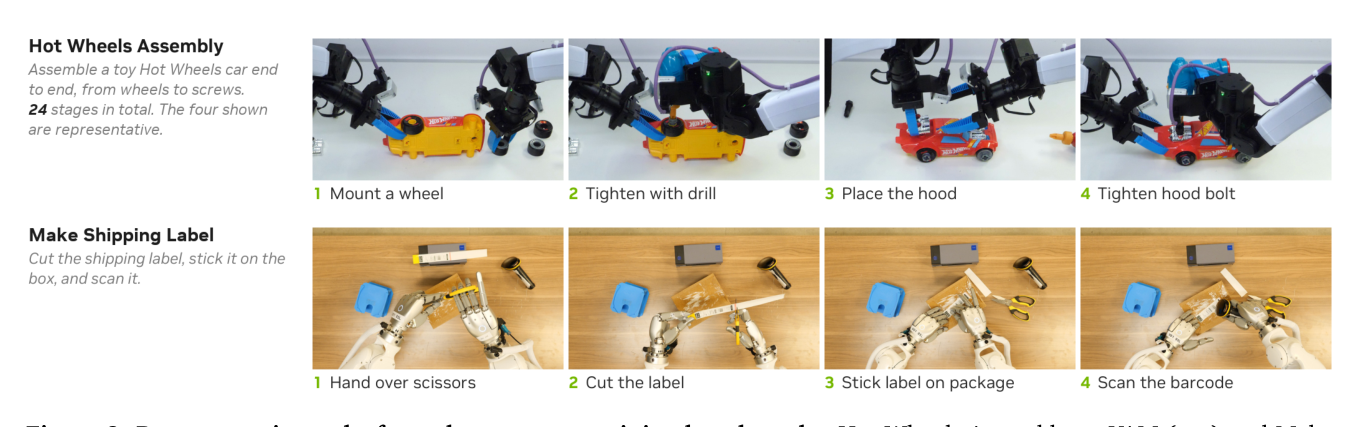 Hot Wheels Assembly
Assemble a toy Hot Wheels car end
to end, from wheels to screws.
24 stages in total. The four shown
are representative.
1 Mount a wheel
2 Tighten with drill
3 Place the hood
4 Tighten hood bolt
Make Shipping Label
Cut the shipping label, stick it on the
box, and scan it.
1 Hand over scissors
2 Cut the label
3 Stick label on package
4 Scan the barcode